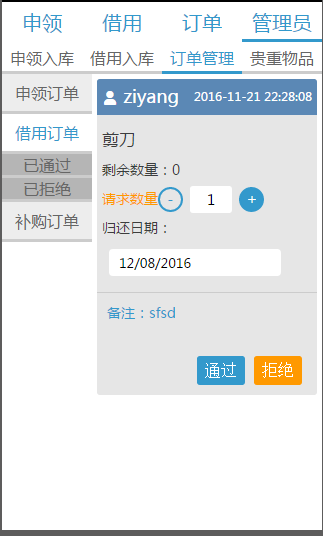 申领 借用 订单 管理员
申领入库 借用入库 订单管理 贵重物品
申领订单
借用订单
已通过
已拒绝
补购订单
ziyang 2016-11-21 22:28:08
剪刀
剩余数量：0
请求数量 - 1 +
归还日期：
12/08/2016
备注：sfsd
通过 拒绝